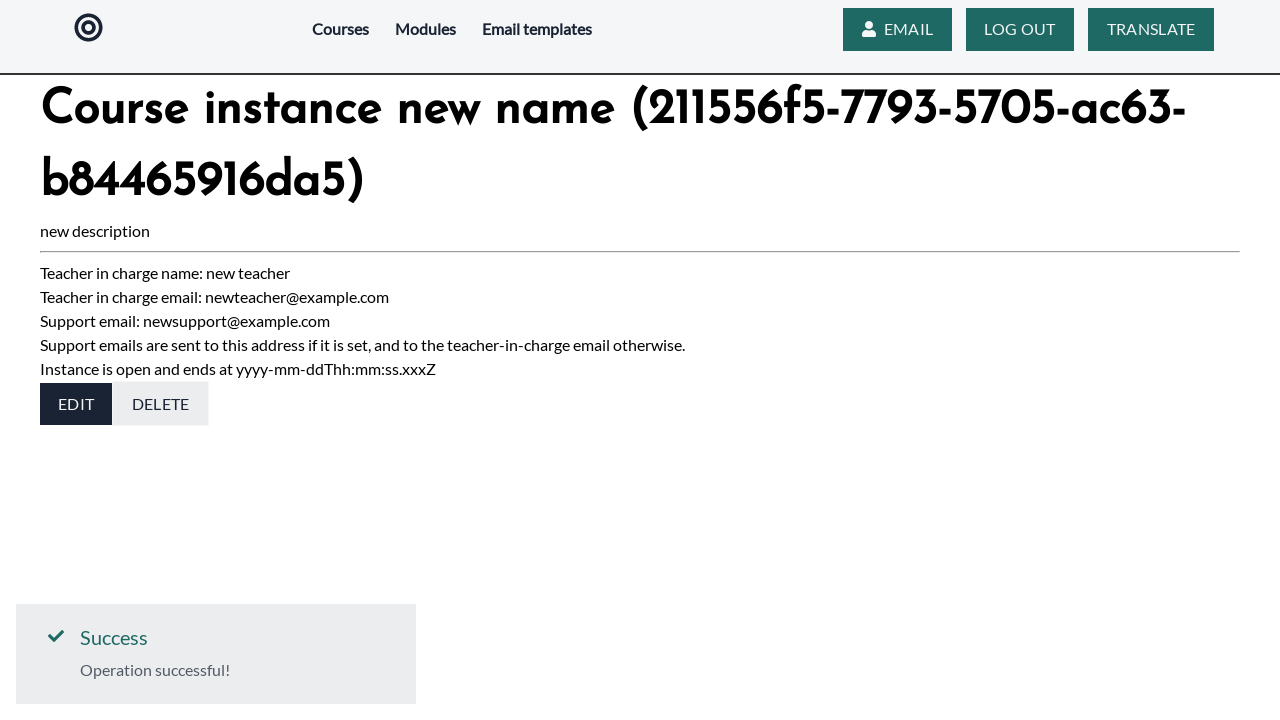 Courses Modules Email templates EMAIL LOG OUT TRANSLATE
Course instance new name (211556f5-7793-5705-ac63-
b84465916da5)
new description
Teacher in charge name: new teacher
Teacher in charge email: newteacher@example.com
Support email: newsupport@example.com
Support emails are sent to this address if it is set, and to the teacher-in-charge email otherwise.
Instance is open and ends at yyyy-mm-ddThh:mm:ss.xxxZ
EDIT DELETE
Success
Operation successful!